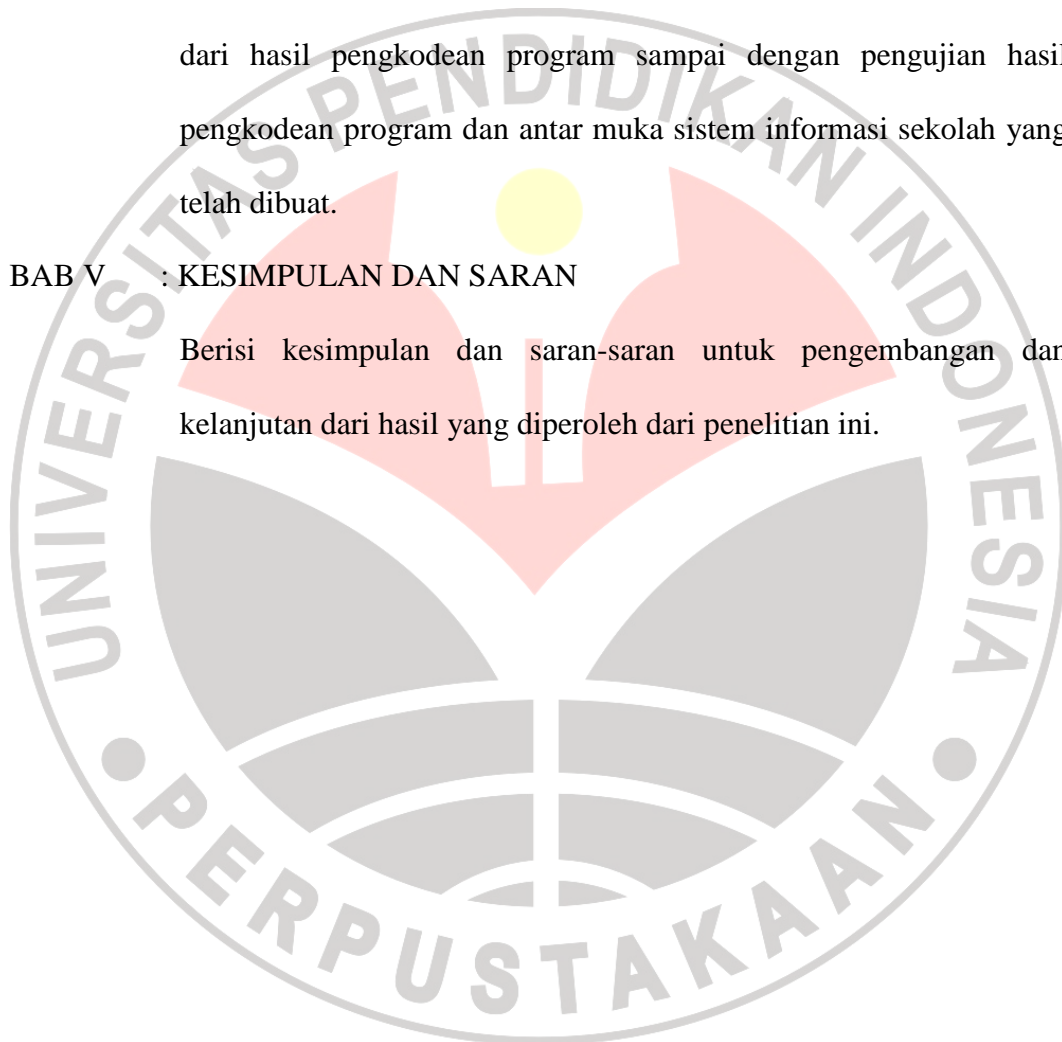 dari hasil pengkodean program sampai dengan pengujian hasil
pengkodean program dan antar muka sistem informasi sekolah yang
telah dibuat.
BAB V : KESIMPULAN DAN SARAN
Berisi kesimpulan dan saran-saran untuk pengembangan dan
kelanjutan dari hasil yang diperoleh dari penelitian ini.
UNIVERSITAS PENDIDIKAN INDONESIA
PERPUSTAKAAN